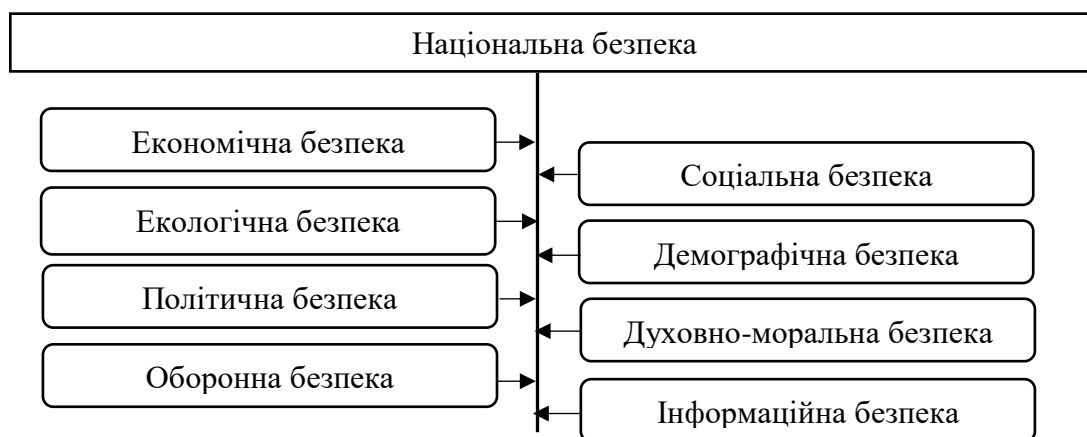 Національна безпека
Економічна безпека
Соціальна безпека
Екологічна безпека
Демографічна безпека
Політична безпека
Духовно-моральна безпека
Оборонна безпека
Інформаційна безпека